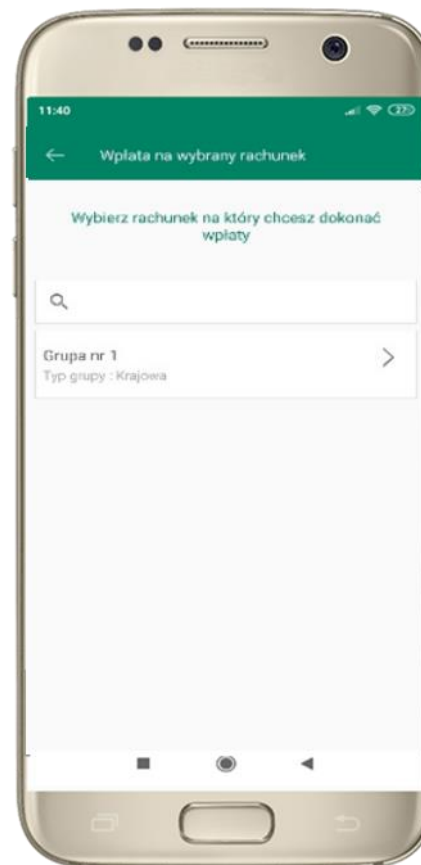 11:40
27
Wpłata na wybrany rachunek
Wybierz rachunek na który chcesz dokonać
wpłaty
Grupa nr 1
Typ grupy : Krajowa